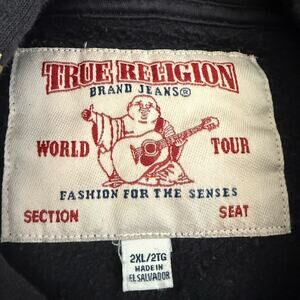 TRUE RELIGION
BRAND JEANS®
WORLD TOUR
FASHION FOR THE SENSES
SECTION SEAT
2XL/2TG
MADE IN
EL SALVADOR